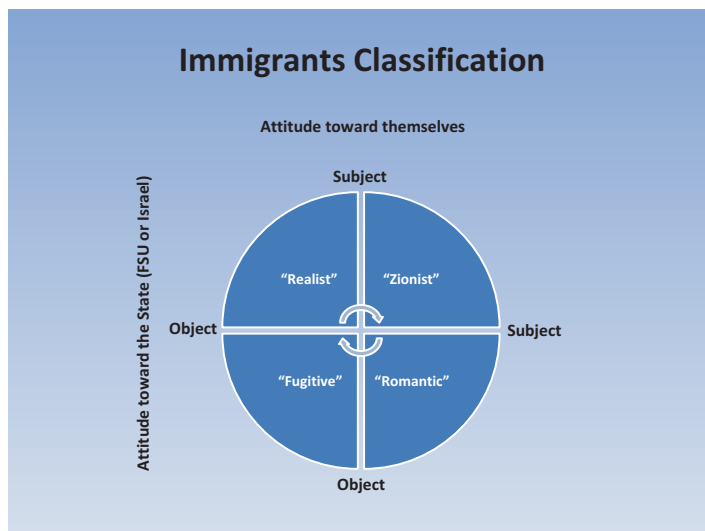 Immigrants Classification
Attitude toward themselves
Attitude toward the State (FSU or Israel)
Subject
“Realist”
“Zionist”
Object
Subject
“Fugitive”
“Romantic”
Object